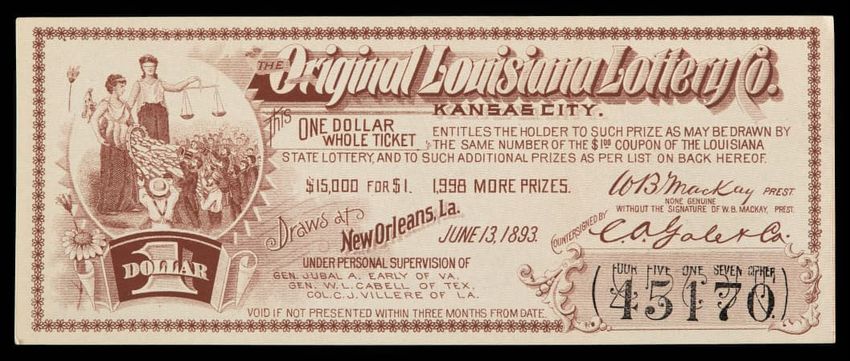 THE Original Louisiana Lottery Co.
KANSAS CITY.
This ONE DOLLAR WHOLE TICKET ENTITLES THE HOLDER TO SUCH PRIZE AS MAY BE DRAWN BY
THE SAME NUMBER OF THE $1.00 COUPON OF THE LOUISIANA
STATE LOTTERY, AND TO SUCH ADDITIONAL PRIZES AS PER LIST ON BACK HEREOF.
$15,000 FOR $1. 1,998 MORE PRIZES.
W B MacKay PREST.
NONE GENUINE
WITHOUT THE SIGNATURE OF W. B. MACKAY, PREST.
Draws at New Orleans, La. JUNE 13, 1893.
COUNTERSIGNED BY C. O. Gale & Co.
UNDER PERSONAL SUPERVISION OF
GEN. JUBAL A. EARLY OF VA.
GEN. W. L. CABELL OF TEX.
COL. C. J. VILLERE OF LA.
VOID IF NOT PRESENTED WITHIN THREE MONTHS FROM DATE.
1 DOLLAR
FOUR FIVE ONE SEVEN CIPHER
45170